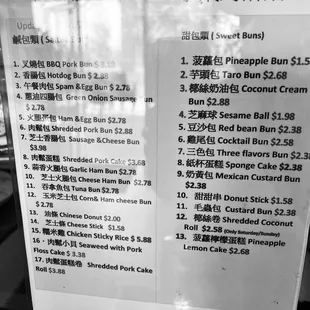 Upda
鹹包類 ( Sa
1. 叉燒包 BBQ Pork Bun
2. 香腸包 Hotdog Bun $ 2.88
3. 午餐肉包 Spam &Egg Bun
$ 2.78
4. 蔥油四腸包 Green Onion Sausage Bun
$ 2.78
5. 火腿蛋包 Ham &Egg Bun $2.78
6. 肉鬆包 Shredded Pork Bun $2.88
7. 芝士香腸包 Sausage &Cheese Bun
$3.98
8. 肉鬆蛋糕 Shredded Pork Cake $3.68
9. 蒜香火腿包 Garlic Ham Bun $2.78
10. 芝士火腿包 Cheese Ham Bun $2.78
11. 吞拿魚包 Tuna Bun $2.78
12. 玉米芝士包 Corn& Ham cheese Bun
$ 2.78
13. 油條 Chinese Donut $2.00
14. 芝士條 Cheese Stick $1.58
15. 糯米雞 Chicken Sticky Rice $ 5.88
16. 肉鬆小貝 Seaweed with Pork
Floss Cake $ 3.38
17. 肉鬆蛋糕卷 Shredded Pork Cake
Roll $3.88
甜包類 ( Sweet Buns)
1. 菠蘿包 Pineapple Bun $1.5
2. 芋頭包 Taro Bun $2.68
3. 椰絲奶油包 Coconut Cream
Bun $2.88
4. 芝麻球 Sesame Ball $1.98
5. 豆沙包 Red bean Bun $2.58
6. 雞尾包 Cocktail Bun $2.58
7. 三色包 Three flavors Bun $2.38
8. 紙杯蛋糕 Sponge Cake $2.38
9. 奶黃包 Mexican Custard Bun
$2.38
10. 甜甜串 Donut Stick $1.58
11. 毛蟲包 Custard Bun $2.38
12. 椰絲卷 Shredded Coconut
Roll $2.58 (Only Saturday/Sunday)
13. 菠蘿檸檬蛋糕 Pineapple
Lemon Cake $2.68